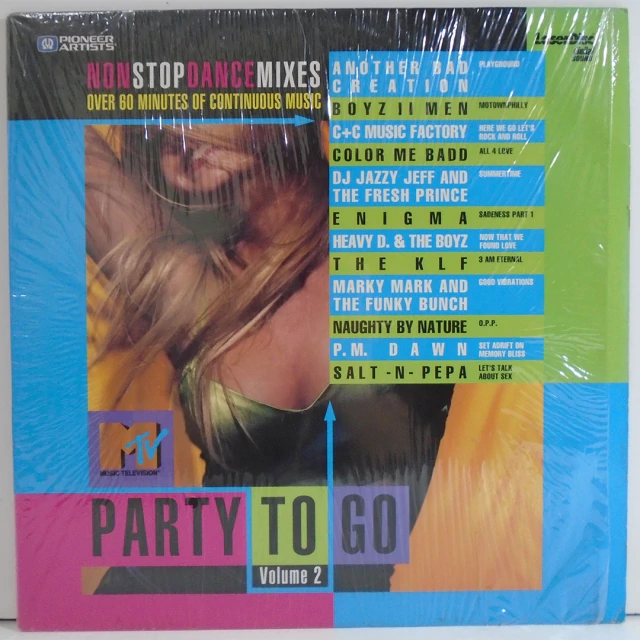 PIONEER
ARTISTS
LaserDisc
NONSTOPDANCEMIXES
OVER 60 MINUTES OF CONTINUOUS MUSIC
ANOTHER BAD
CREATION
PLAYGROUND
BOYZ II MEN
MOTOWNPHILLY
C+C MUSIC FACTORY
HERE WE GO LET'S
ROCK AND ROLL
COLOR ME BADD
ALL 4 LOVE
DJ JAZZY JEFF AND
THE FRESH PRINCE
SUMMERTIME
ENIGMA
SADENESS PART 1
HEAVY D. & THE BOYZ
NOW THAT WE
FOUND LOVE
THE KLF
3 AM ETERNAL
MARKY MARK AND
THE FUNKY BUNCH
GOOD VIBRATIONS
NAUGHTY BY NATURE
O.P.P.
P.M. DAWN
SET ADRIFT ON
MEMORY BLISS
SALT-N-PEPA
LET'S TALK
ABOUT SEX
MTV
MUSIC TELEVISION
PARTY TO GO
Volume 2